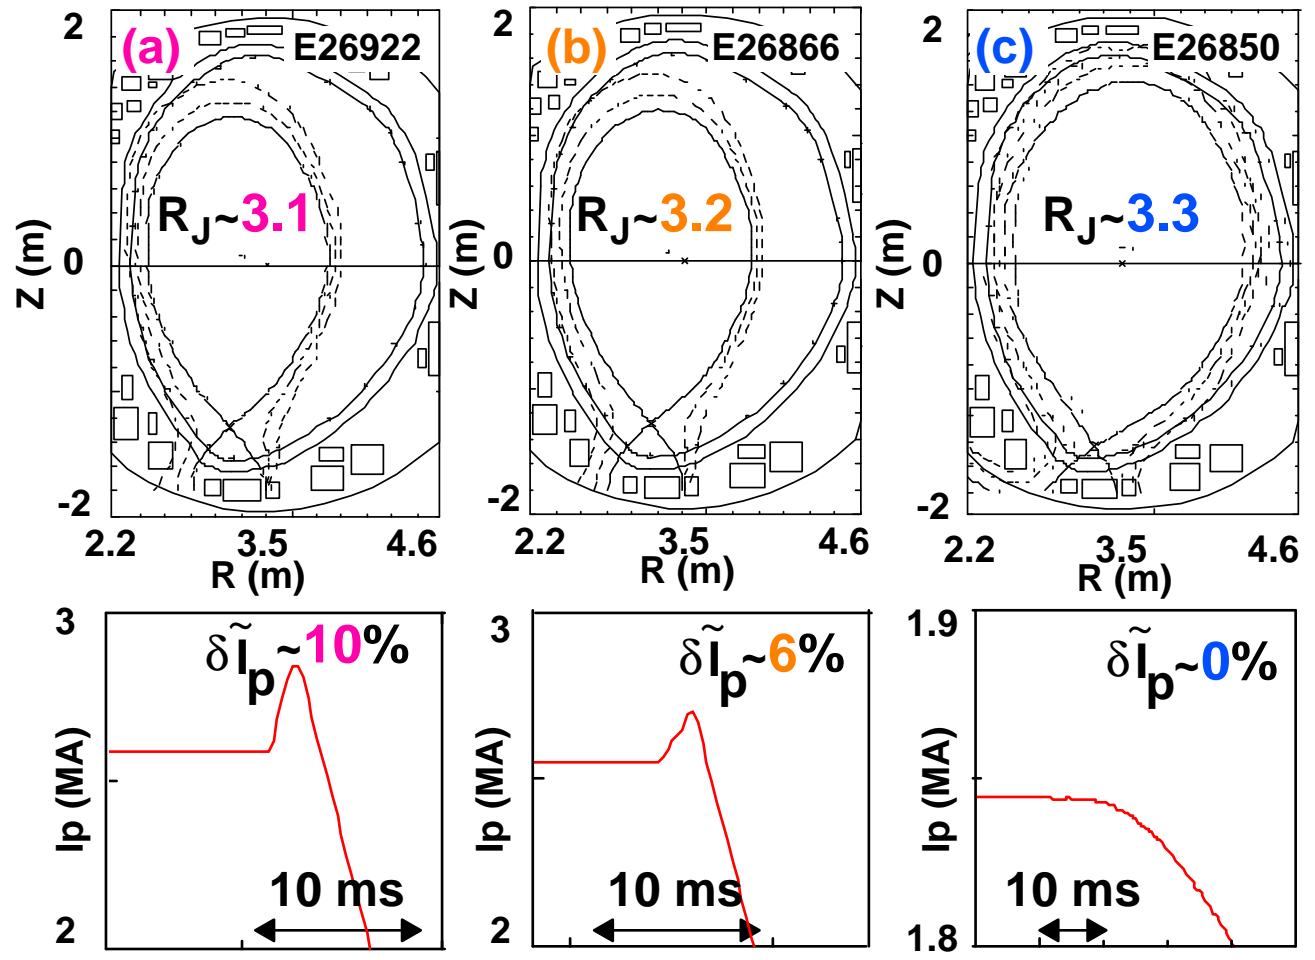 (a) E26922
2
0
-2
Z (m)
R_J~3.1
2.2 3.5 4.6
R (m)
(b) E26866
2
0
-2
Z (m)
R_J~3.2
2.2 3.5 4.6
R (m)
(c) E26850
2
0
-2
Z (m)
R_J~3.3
2.2 3.5 4.6
R (m)
3
2
Ip (MA)
δĨ_p~10%
10 ms
3
2
Ip (MA)
δĨ_p~6%
10 ms
1.9
1.8
Ip (MA)
δĨ_p~0%
10 ms